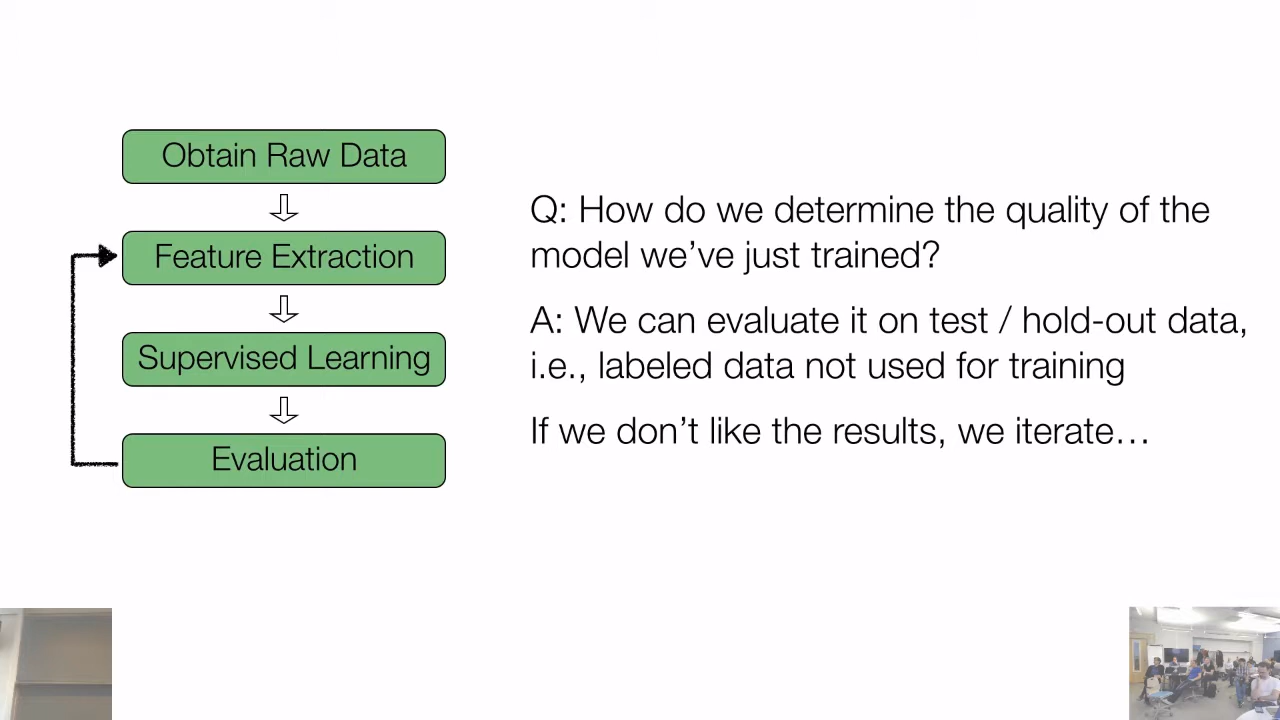 Obtain Raw Data
Feature Extraction
Supervised Learning
Evaluation
Q: How do we determine the quality of the
model we’ve just trained?
A: We can evaluate it on test / hold-out data,
i.e., labeled data not used for training
If we don’t like the results, we iterate…